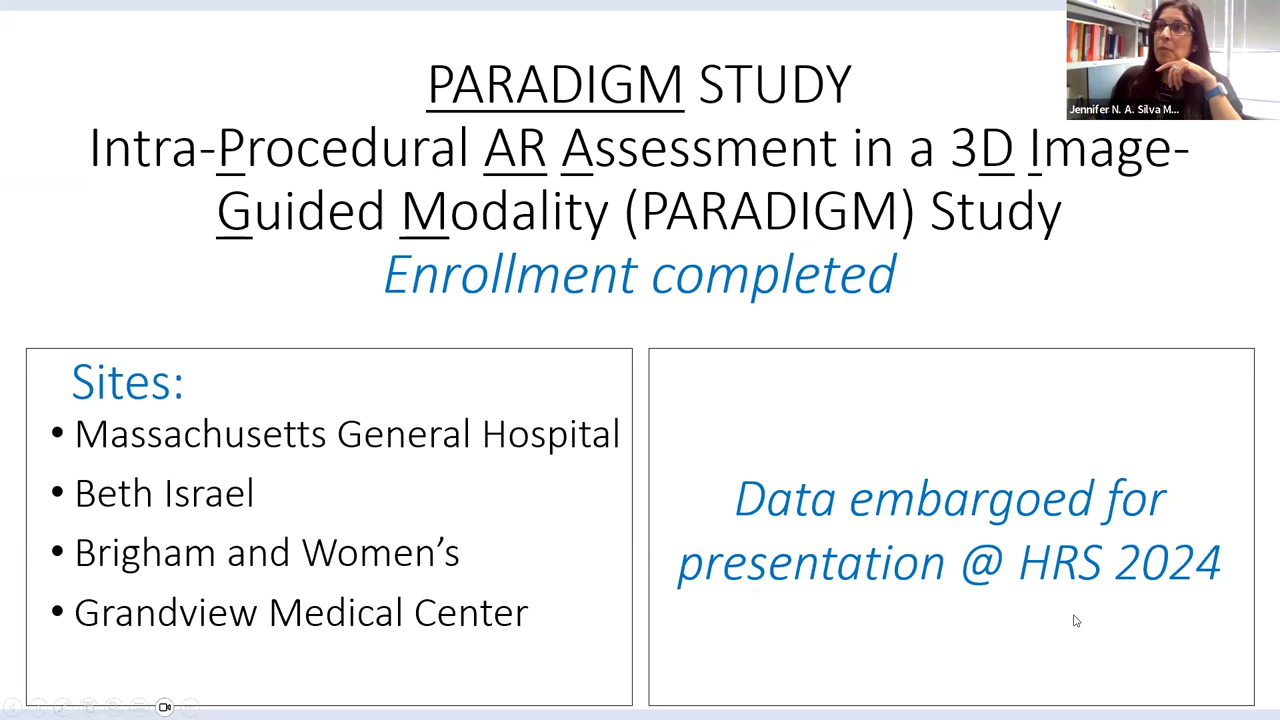 PARADIGM STUDY
Intra-Procedural AR Assessment in a 3D Image-
Guided Modality (PARADIGM) Study
Enrollment completed
Jennifer N. A. Silva M...
Sites:
• Massachusetts General Hospital
• Beth Israel
• Brigham and Women’s
• Grandview Medical Center
Data embargoed for
presentation @ HRS 2024